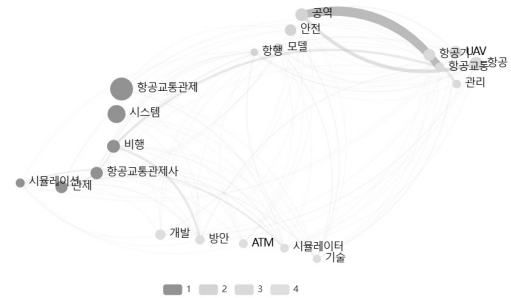 공역
안전
모델
항행
항공기
UAV
항공
항공교통
관리
항공교통관제
시스템
비행
항공교통관제사
시뮬레이션
관제
개발
방안
ATM
시뮬레이터
기술
1
2
3
4